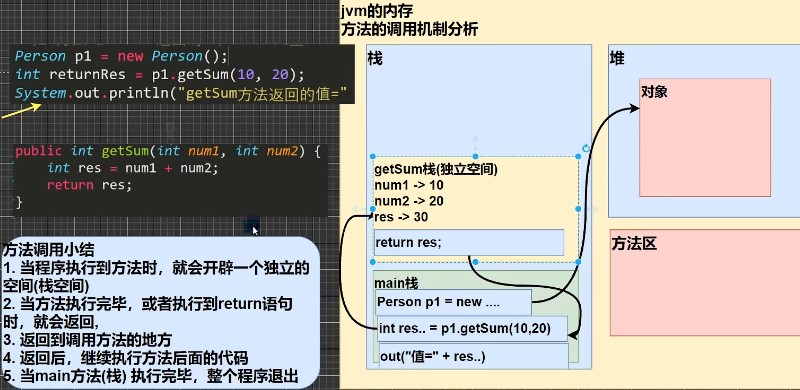 jvm的内存
方法的调用机制分析
Person p1 = new Person();
int returnRes = p1.getSum(10, 20);
System.out.println("getSum方法返回的值="
public int getSum(int num1, int num2) {
int res = num1 + num2;
return res;
}
方法调用小结
1. 当程序执行到方法时，就会开辟一个独立的
空间(栈空间)
2. 当方法执行完毕，或者执行到return语句
时，就会返回,
3. 返回到调用方法的地方
4. 返回后，继续执行方法后面的代码
5. 当main方法(栈) 执行完毕，整个程序退出
栈
getSum栈(独立空间)
num1 -> 10
num2 -> 20
res -> 30
return res;
main栈
Person p1 = new ....
int res.. = p1.getSum(10,20)
out("值=" + res..)
堆
对象
方法区